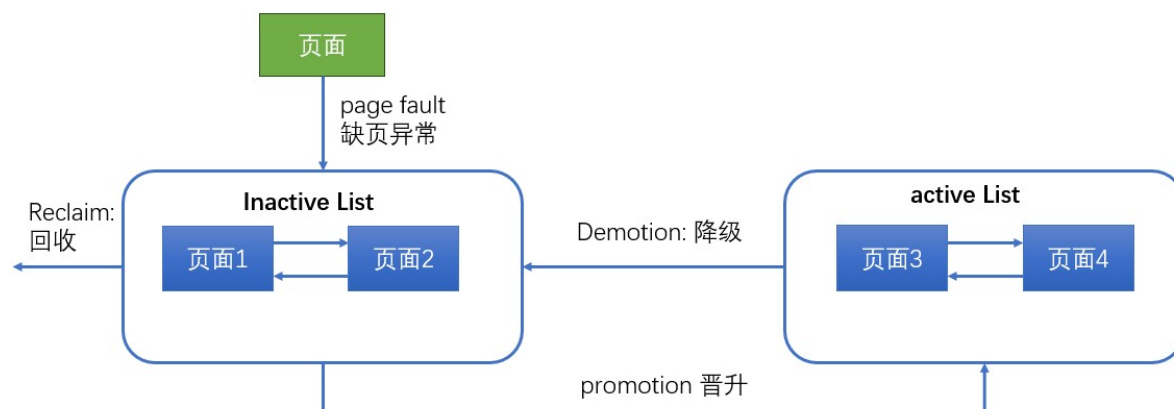 页面
page fault
缺页异常
Inactive List
active List
Reclaim:
回收
页面1
页面2
Demotion: 降级
页面3
页面4
promotion 晋升